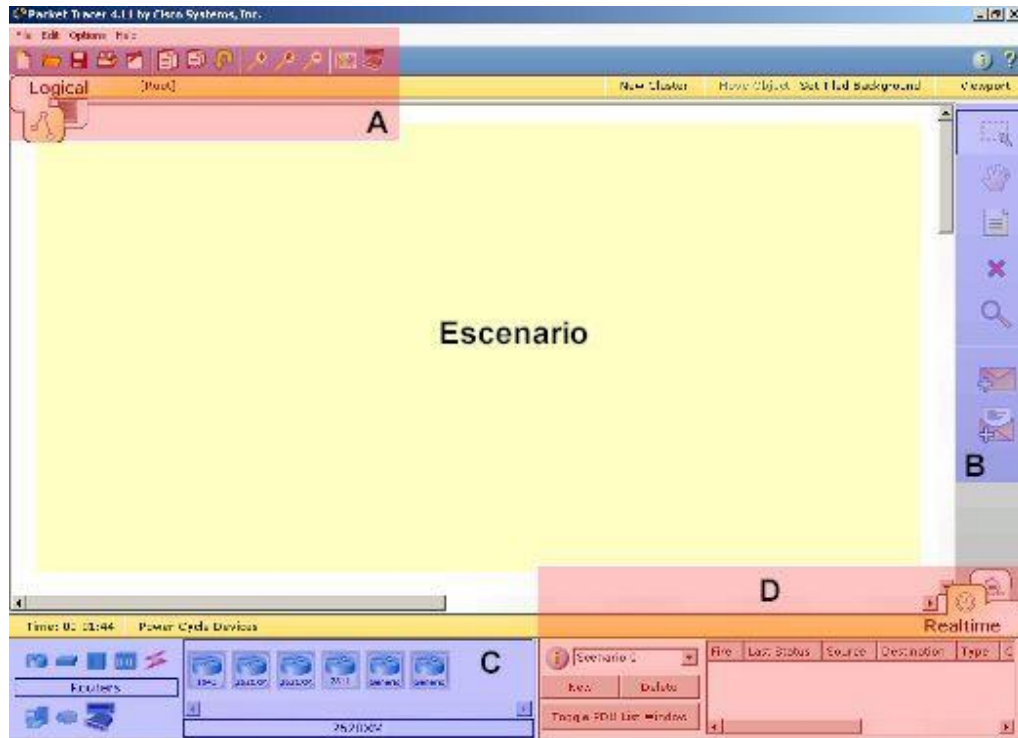 Packet Tracer 4.11 by Cisco Systems, Inc.
File Edit Options Help
Logical [Root] New Cluster Move Object Set Tiled Background Viewport
A
Escenario
B
D
Time: 00:01:44 Power Cycle Devices Realtime
C
Scenario 0 Fire Last Status Source Destination Type
Routers
New Delete
Toggle PDU List Window
2620XM